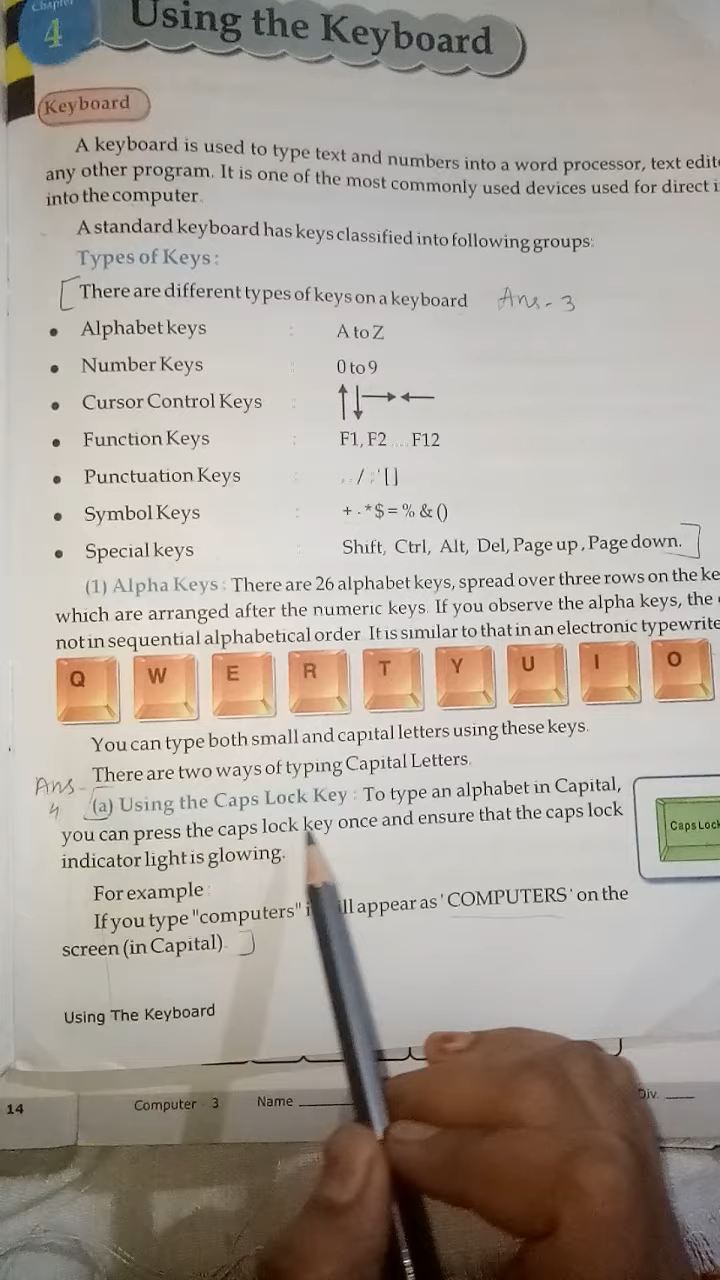 Chapter
4
Using the Keyboard
Keyboard
A keyboard is used to type text and numbers into a word processor, text
any other program. It is one of the most commonly used devices used for direct
into the computer.
A standard keyboard has keys classified into following groups:
Types of Keys :
There are different types of keys on a keyboard Ans - 3
• Alphabet keys : A to Z
• Number Keys : 0 to 9
• Cursor Control Keys : ↑↓→←
• Function Keys : F1, F2 ... F12
• Punctuation Keys :
• Symbol Keys : + - * $ = % & ()
• Special keys : Shift, Ctrl, Alt, Del, Page up, Page down.
(1) Alpha Keys : There are 26 alphabet keys, spread over three rows on the
which are arranged after the numeric keys. If you observe the alpha keys, the
not in sequential alphabetical order. It is similar to that in an electronic
Q W E R T Y U I O
You can type both small and capital letters using these keys.
There are two ways of typing Capital Letters.
Ans - 4
(a) Using the Caps Lock Key : To type an alphabet in Capital,
you can press the caps lock key once and ensure that the caps lock
indicator light is glowing.
Caps Lock
For example :
If you type "computers" appear as 'COMPUTERS' on the
screen (in Capital).
Using The Keyboard
14 Computer - 3 Name Div.